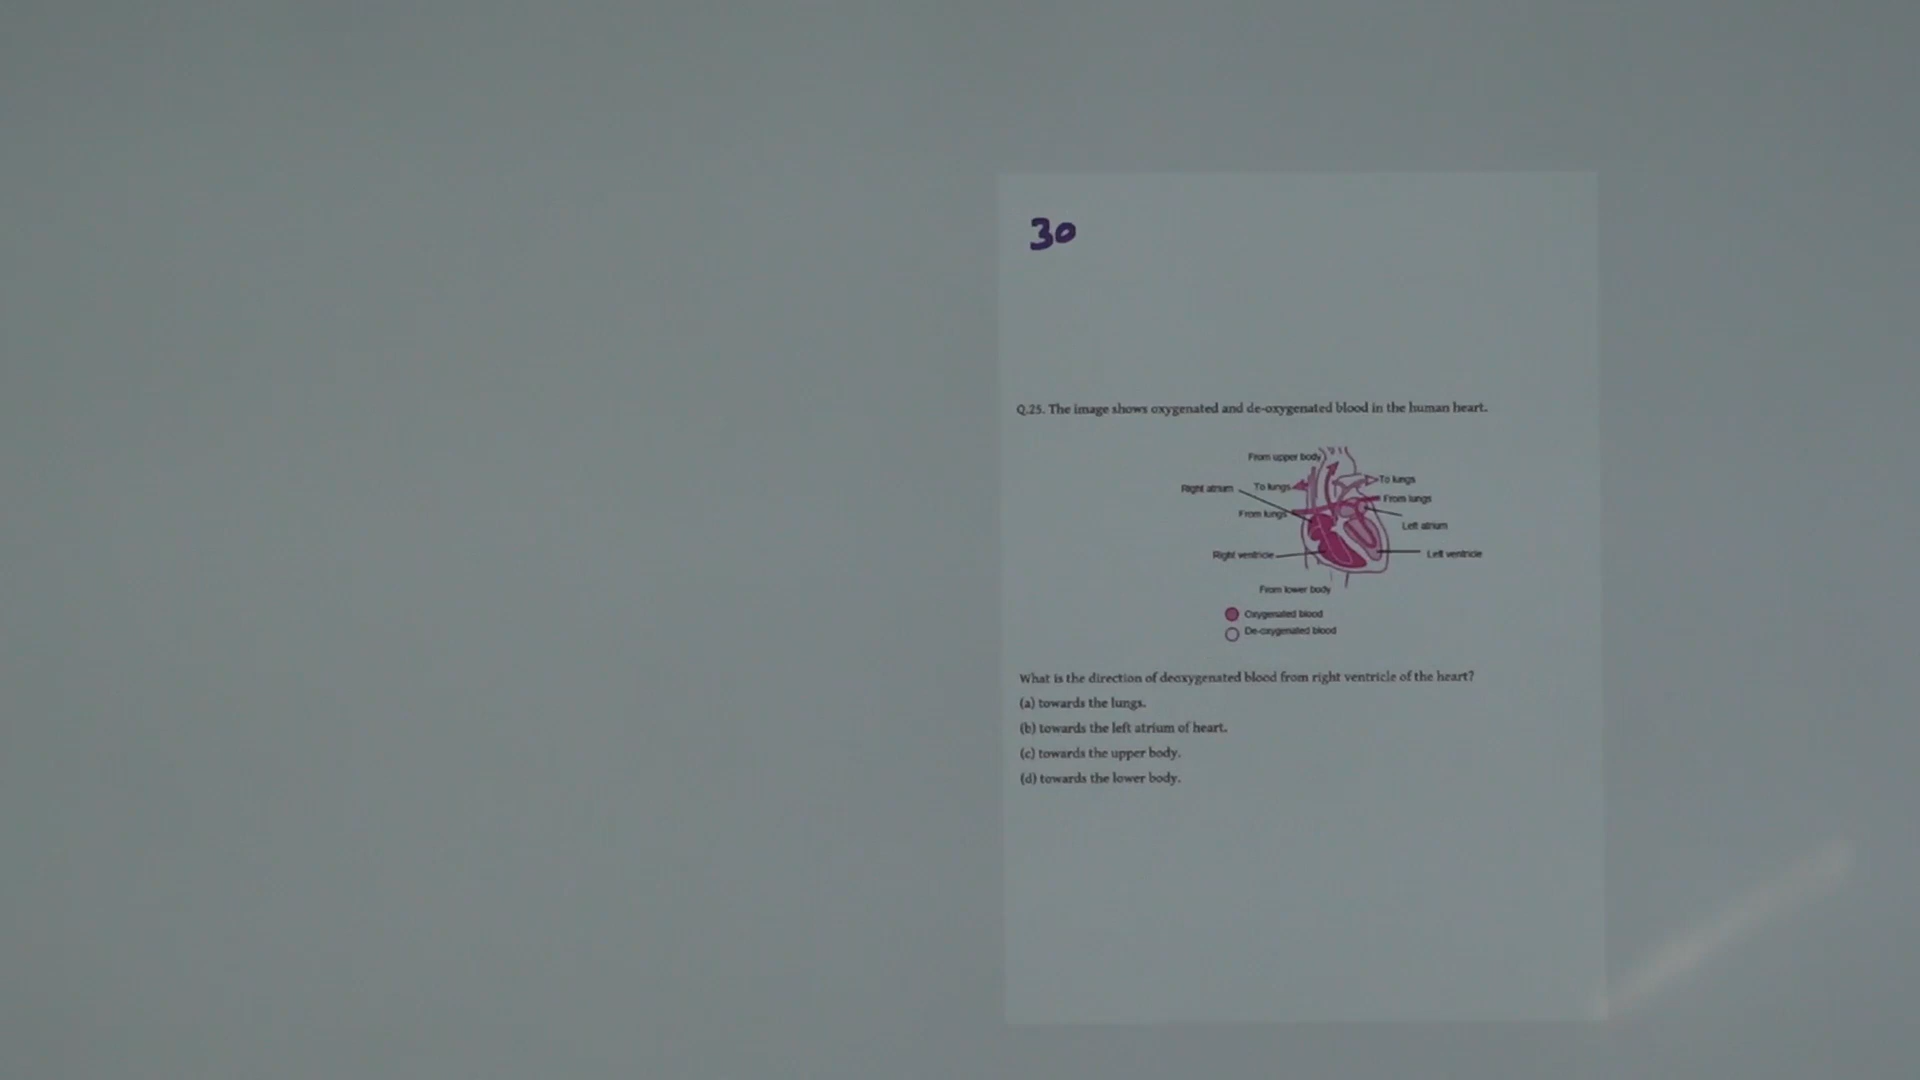 30
Q.25. The image shows oxygenated and de-oxygenated blood in the human heart.
From upper body
To lungs
Right atrium
To lungs
From lungs
From lungs
Left atrium
Right ventricle
Left ventricle
From lower body
Oxygenated blood
De-oxygenated blood
What is the direction of deoxygenated blood from right ventricle of the heart?
(a) towards the lungs.
(b) towards the left atrium of heart.
(c) towards the upper body.
(d) towards the lower body.